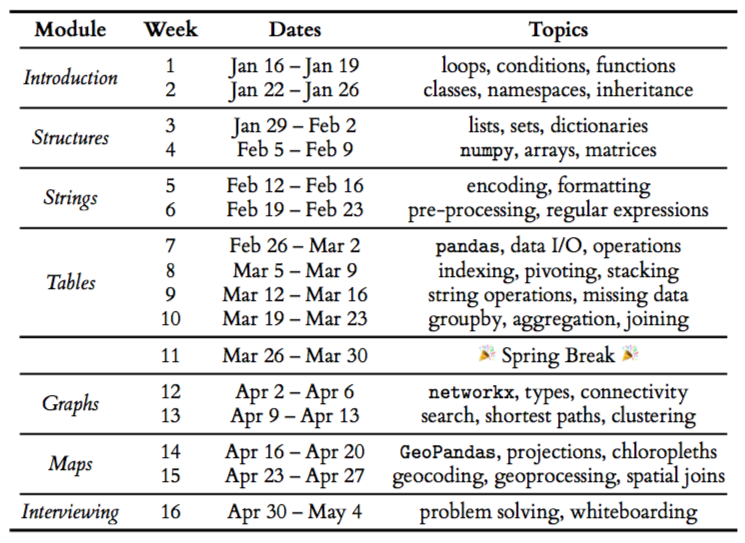 Module Week Dates Topics
Introduction 1 Jan 16 – Jan 19 loops, conditions, functions
2 Jan 22 – Jan 26 classes, namespaces, inheritance
Structures 3 Jan 29 – Feb 2 lists, sets, dictionaries
4 Feb 5 – Feb 9 numpy, arrays, matrices
Strings 5 Feb 12 – Feb 16 encoding, formatting
6 Feb 19 – Feb 23 pre-processing, regular expressions
Tables 7 Feb 26 – Mar 2 pandas, data I/O, operations
8 Mar 5 – Mar 9 indexing, pivoting, stacking
9 Mar 12 – Mar 16 string operations, missing data
10 Mar 19 – Mar 23 groupby, aggregation, joining
11 Mar 26 – Mar 30 🎉 Spring Break 🎉
Graphs 12 Apr 2 – Apr 6 networkx, types, connectivity
13 Apr 9 – Apr 13 search, shortest paths, clustering
Maps 14 Apr 16 – Apr 20 GeoPandas, projections, chloropleths
15 Apr 23 – Apr 27 geocoding, geoprocessing, spatial joins
Interviewing 16 Apr 30 – May 4 problem solving, whiteboarding